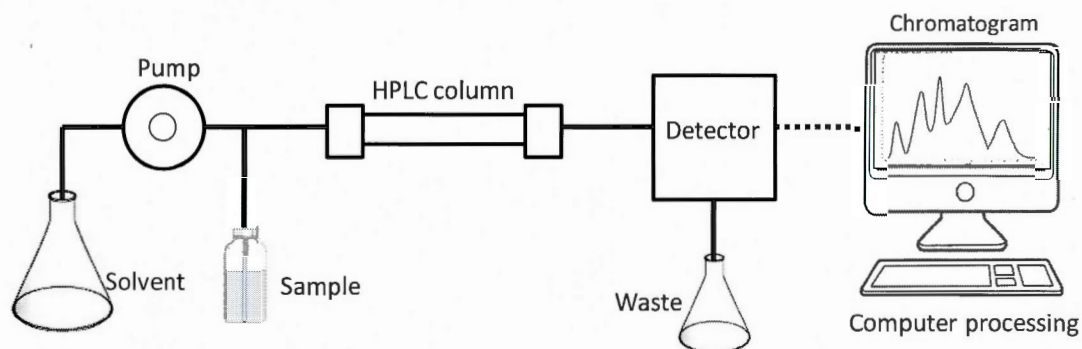 Chromatogram
Pump
HPLC column
Detector
Solvent
Sample
Waste
Computer processing